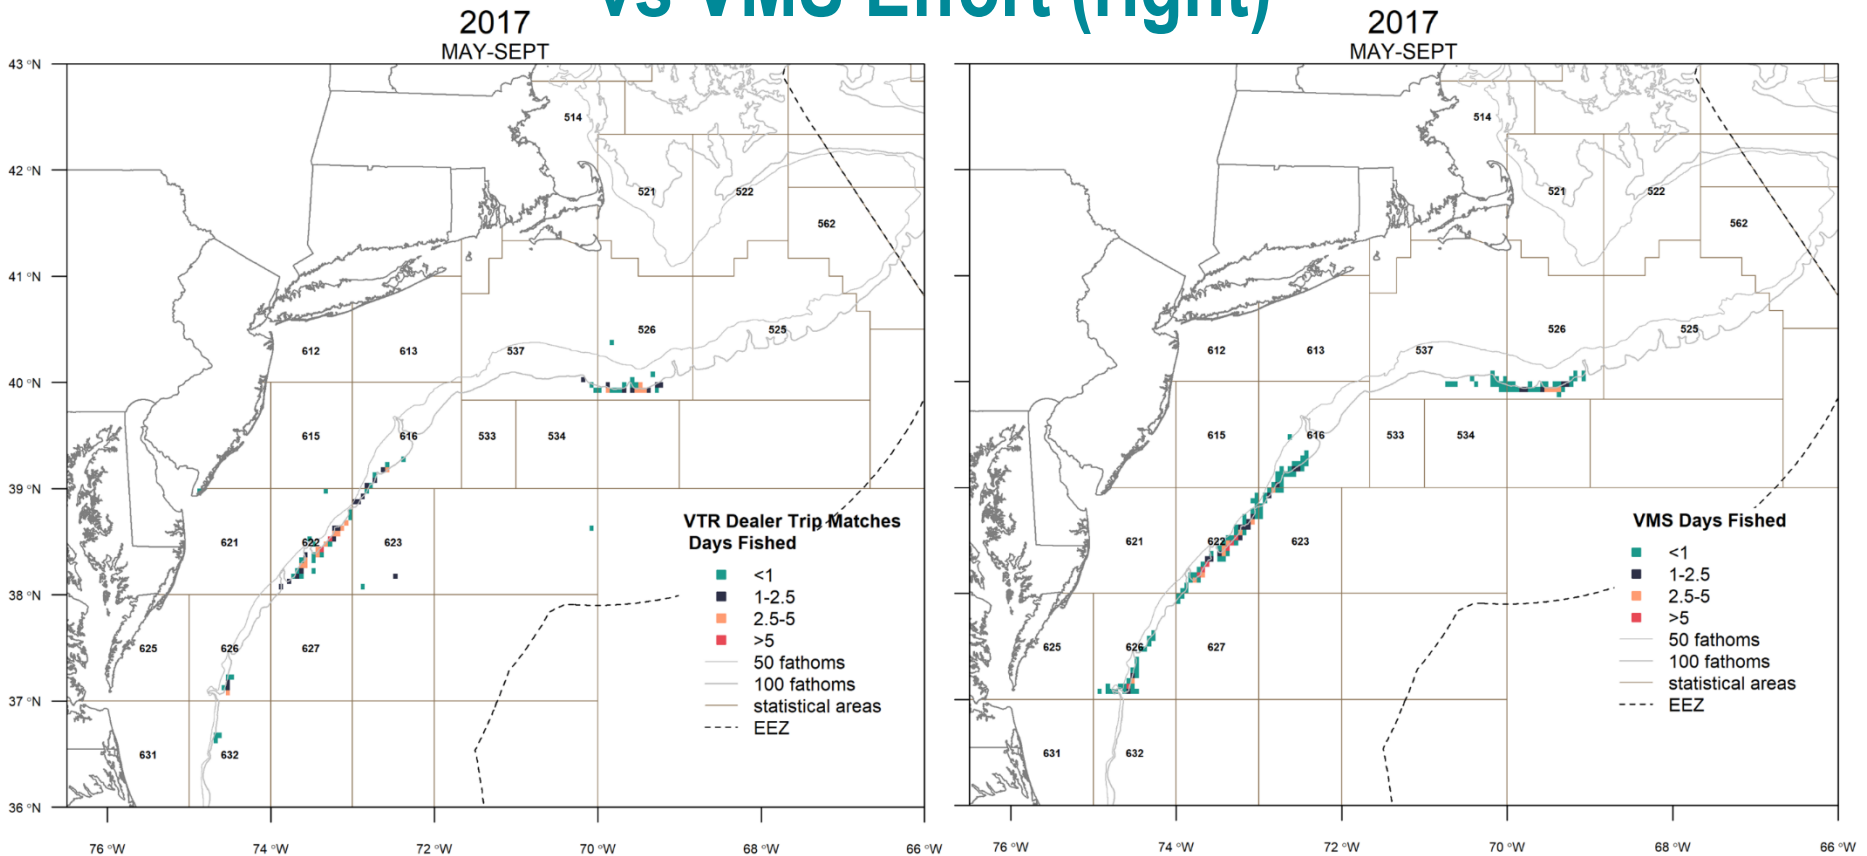 vs VMS Effort (right)
2017
MAY-SEPT
43 °N
42 °N
41 °N
40 °N
39 °N
38 °N
37 °N
36 °N
514
521
522
562
526
525
537
612
613
615
616
533
534
621
622
623
625
626
627
631
632
VTR Dealer Trip Matches
Days Fished
<1
1-2.5
2.5-5
>5
50 fathoms
100 fathoms
statistical areas
EEZ
76 °W
74 °W
72 °W
70 °W
68 °W
66 °W
2017
MAY-SEPT
514
521
522
562
526
525
537
612
613
615
616
533
534
621
622
623
625
626
627
631
632
VMS Days Fished
<1
1-2.5
2.5-5
>5
50 fathoms
100 fathoms
statistical areas
EEZ
76 °W
74 °W
72 °W
70 °W
68 °W
66 °W